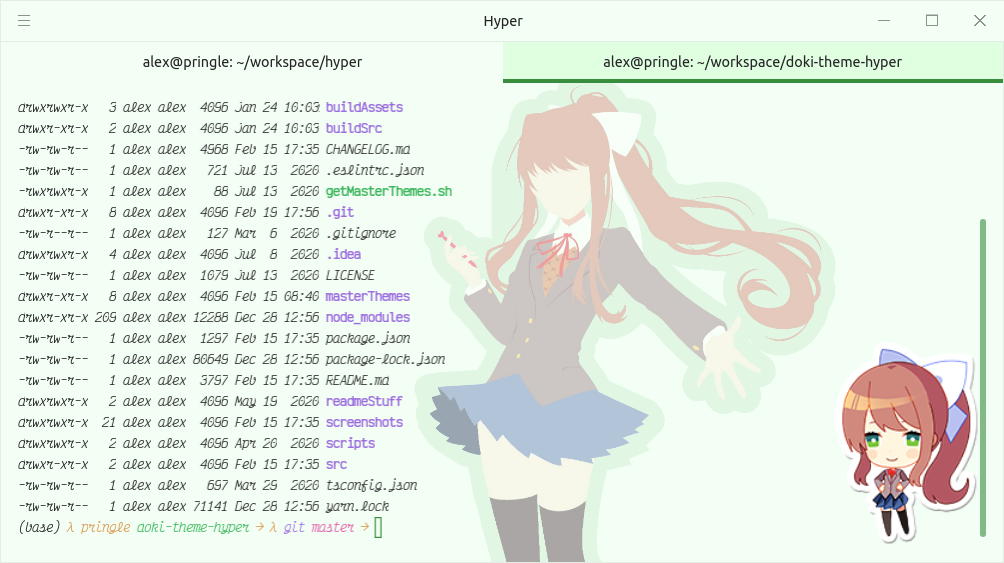 Hyper
alex@pringle: ~/workspace/hyper
alex@pringle: ~/workspace/doki-theme-hyper
drwxrwxr-x 3 alex alex 4096 Jan 24 10:03 buildAssets
drwxr-xr-x 2 alex alex 4096 Jan 24 10:03 buildSrc
-rw-rw-r-- 1 alex alex 4968 Feb 15 17:35 CHANGELOG.md
-rw-rw-r-- 1 alex alex 721 Jul 13 2020 .eslintrc.json
-rwxrwxr-x 1 alex alex 88 Jul 13 2020 getMasterThemes.sh
drwxrwxr-x 8 alex alex 4096 Feb 19 17:56 .git
-rw-r--r-- 1 alex alex 127 Mar 6 2020 .gitignore
drwxrwxr-x 4 alex alex 4096 Jul 8 2020 .idea
-rw-rw-r-- 1 alex alex 1079 Jul 13 2020 LICENSE
drwxrwxr-x 8 alex alex 4096 Feb 15 08:40 masterThemes
drwxrwxr-x 209 alex alex 12288 Dec 28 12:56 node_modules
-rw-rw-r-- 1 alex alex 1297 Feb 15 17:35 package.json
-rw-rw-r-- 1 alex alex 80649 Dec 28 12:56 package-lock.json
-rw-rw-r-- 1 alex alex 3797 Feb 15 17:35 README.md
drwxrwxr-x 2 alex alex 4096 May 19 2020 readmeStuff
drwxrwxr-x 21 alex alex 4096 Feb 15 17:35 screenshots
drwxrwxr-x 2 alex alex 4096 Apr 20 2020 scripts
drwxr-xr-x 2 alex alex 4096 Feb 15 17:35 src
-rw-rw-r-- 1 alex alex 697 Mar 29 2020 tsconfig.json
-rw-rw-r-- 1 alex alex 71141 Dec 28 12:56 yarn.lock
(base) λ pringle doki-theme-hyper → λ git master →